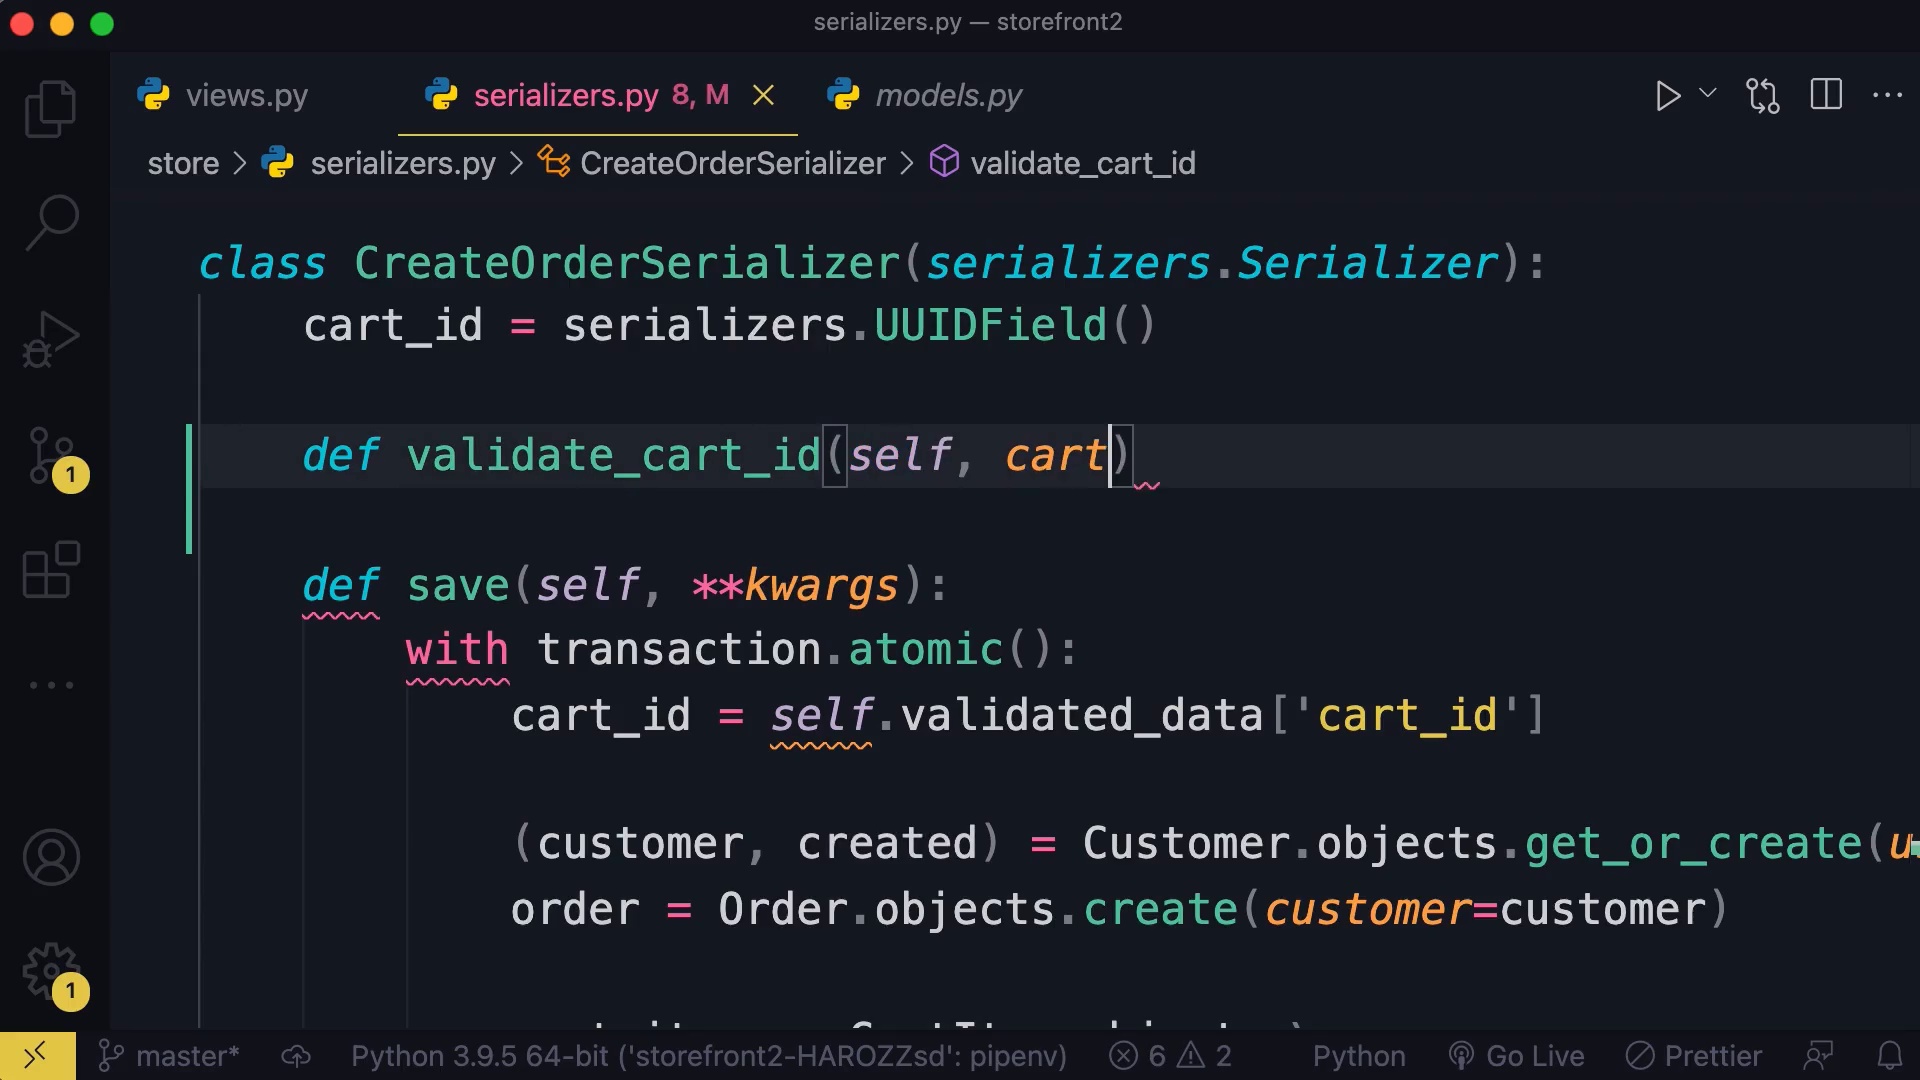 serializers.py — storefront2
views.py
serializers.py 8, M
models.py
store > serializers.py > CreateOrderSerializer > validate_cart_id
class CreateOrderSerializer(serializers.Serializer):
cart_id = serializers.UUIDField()
def validate_cart_id(self, cart)
def save(self, **kwargs):
with transaction.atomic():
cart_id = self.validated_data['cart_id']
(customer, created) = Customer.objects.get_or_create(u
order = Order.objects.create(customer=customer)
1
1
master* Python 3.9.5 64-bit ('storefront2-HAROZZsd': pipenv) 6 2 Python Go Live Prettier